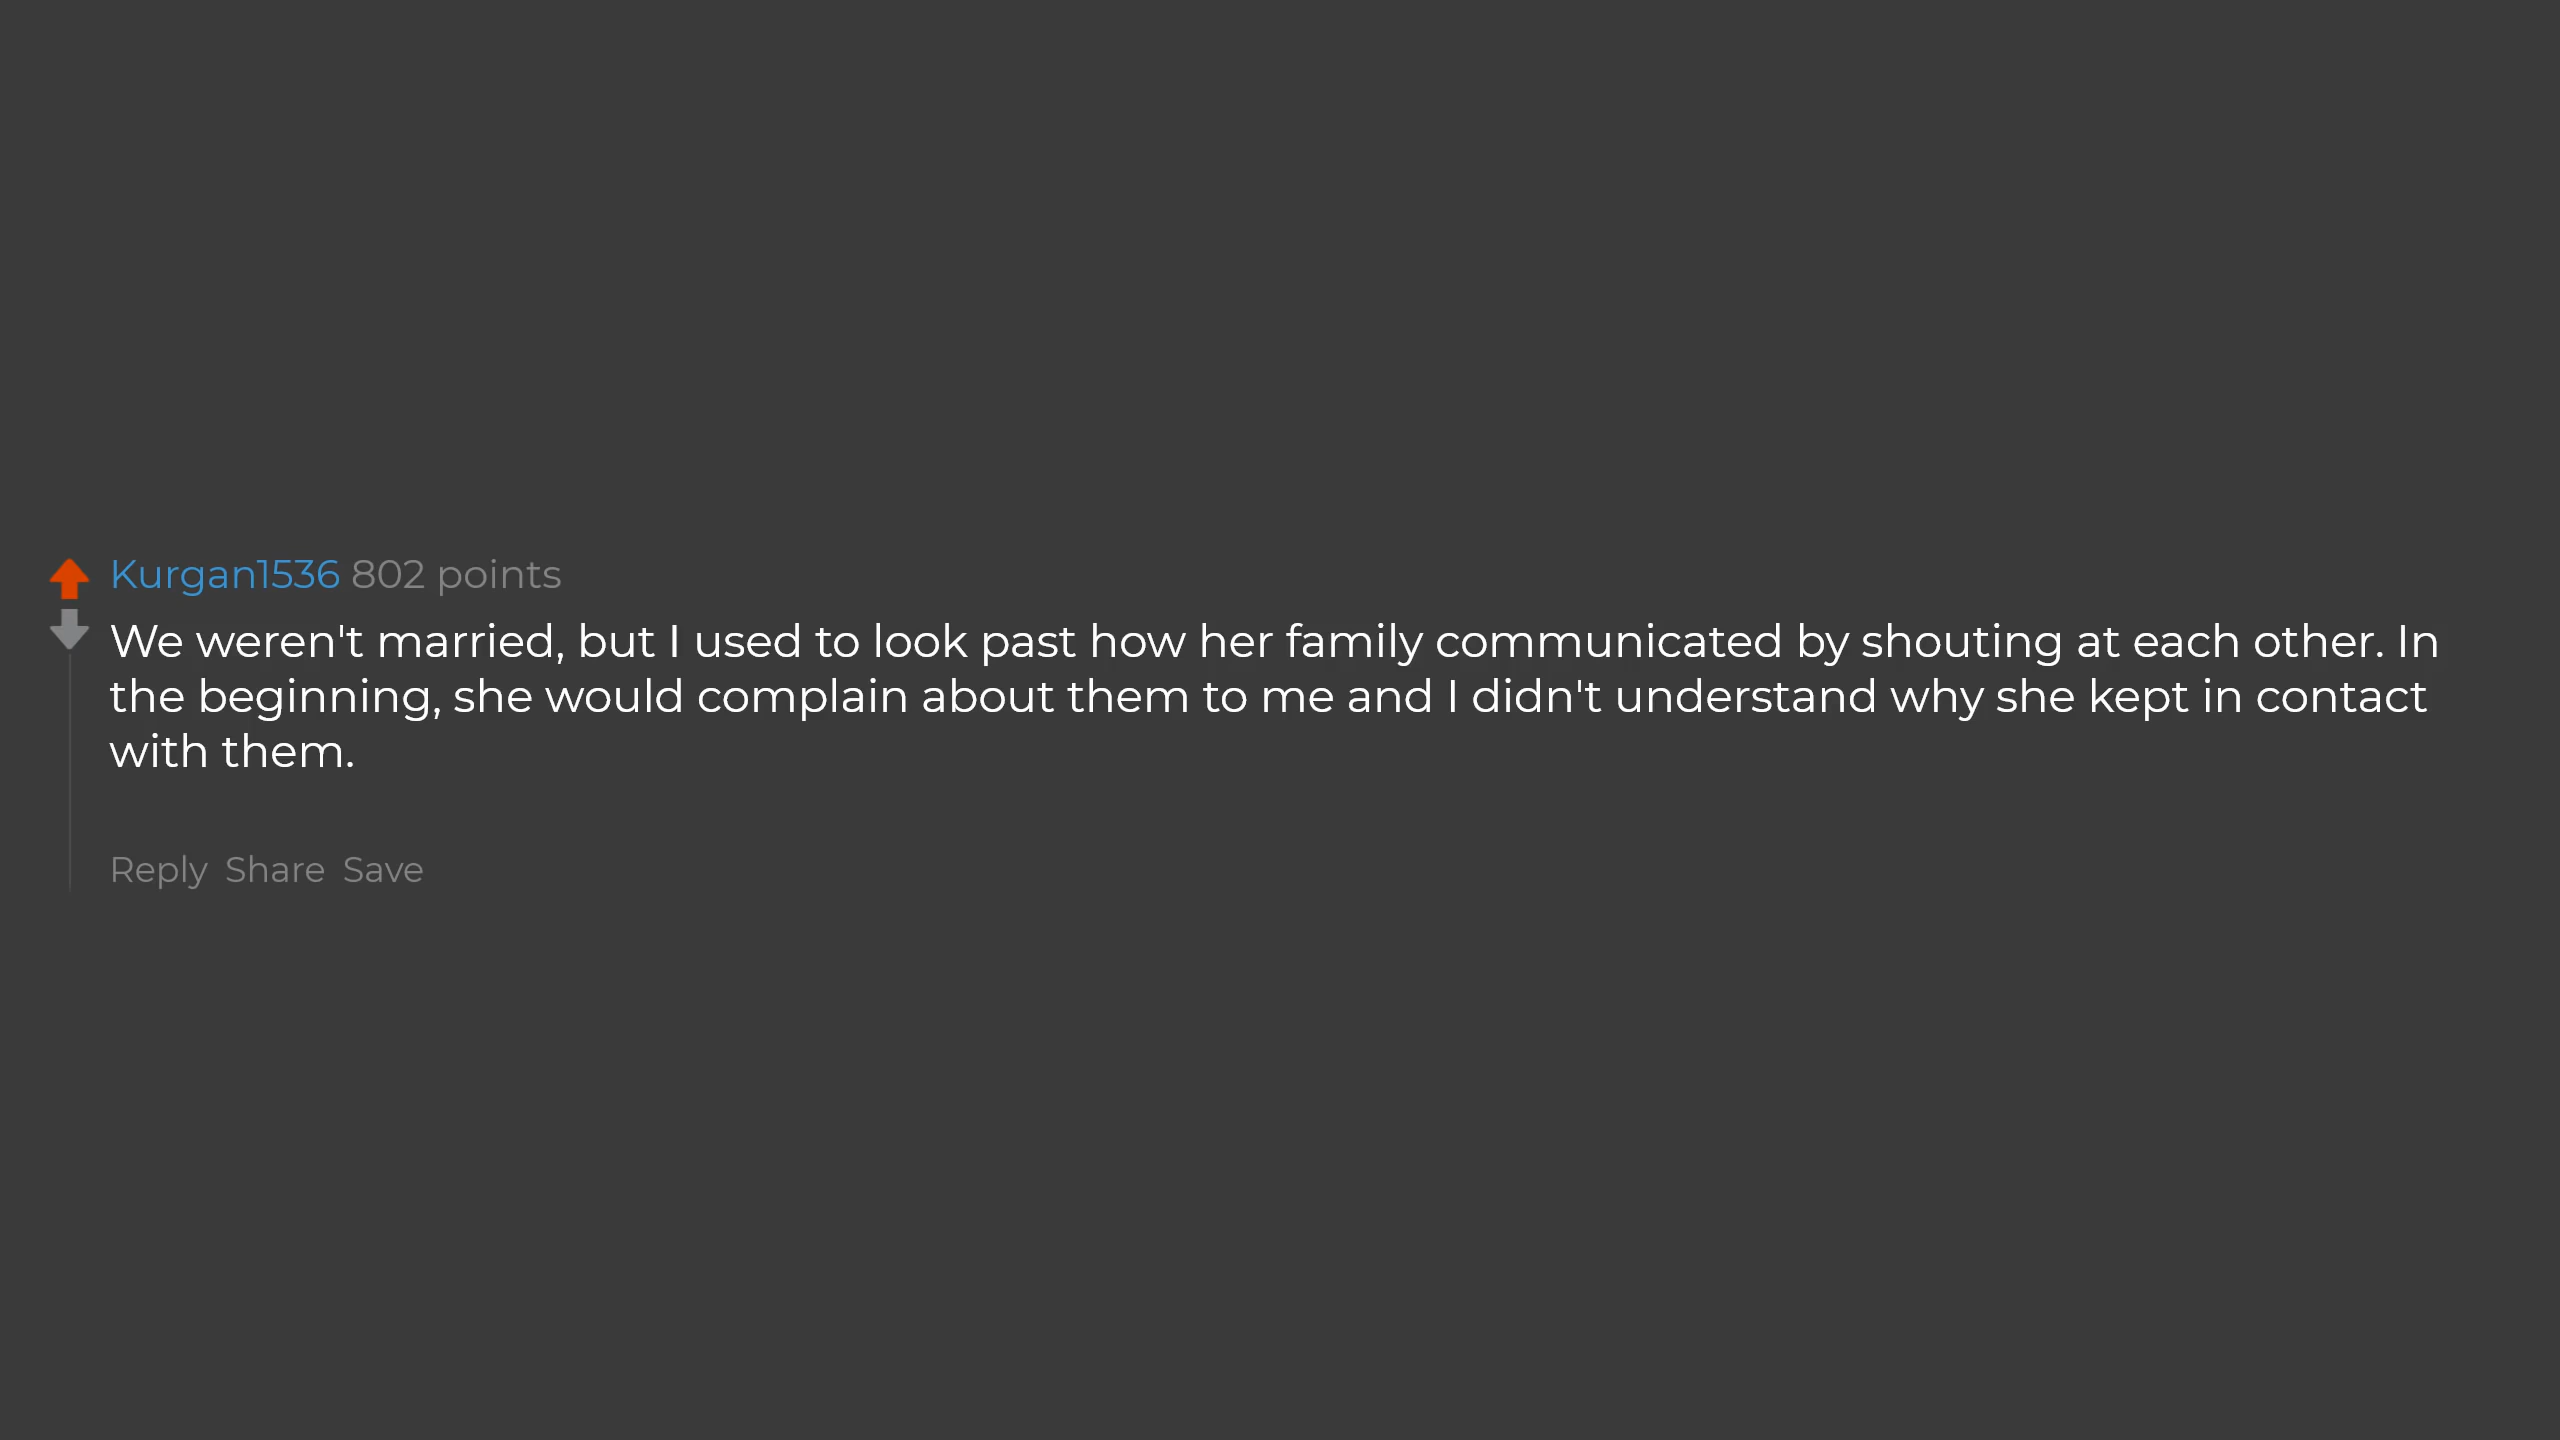 Kurgan1536 802 points
We weren't married, but I used to look past how her family communicated by shouting at each other. In
the beginning, she would complain about them to me and I didn't understand why she kept in contact
with them.
Reply Share Save